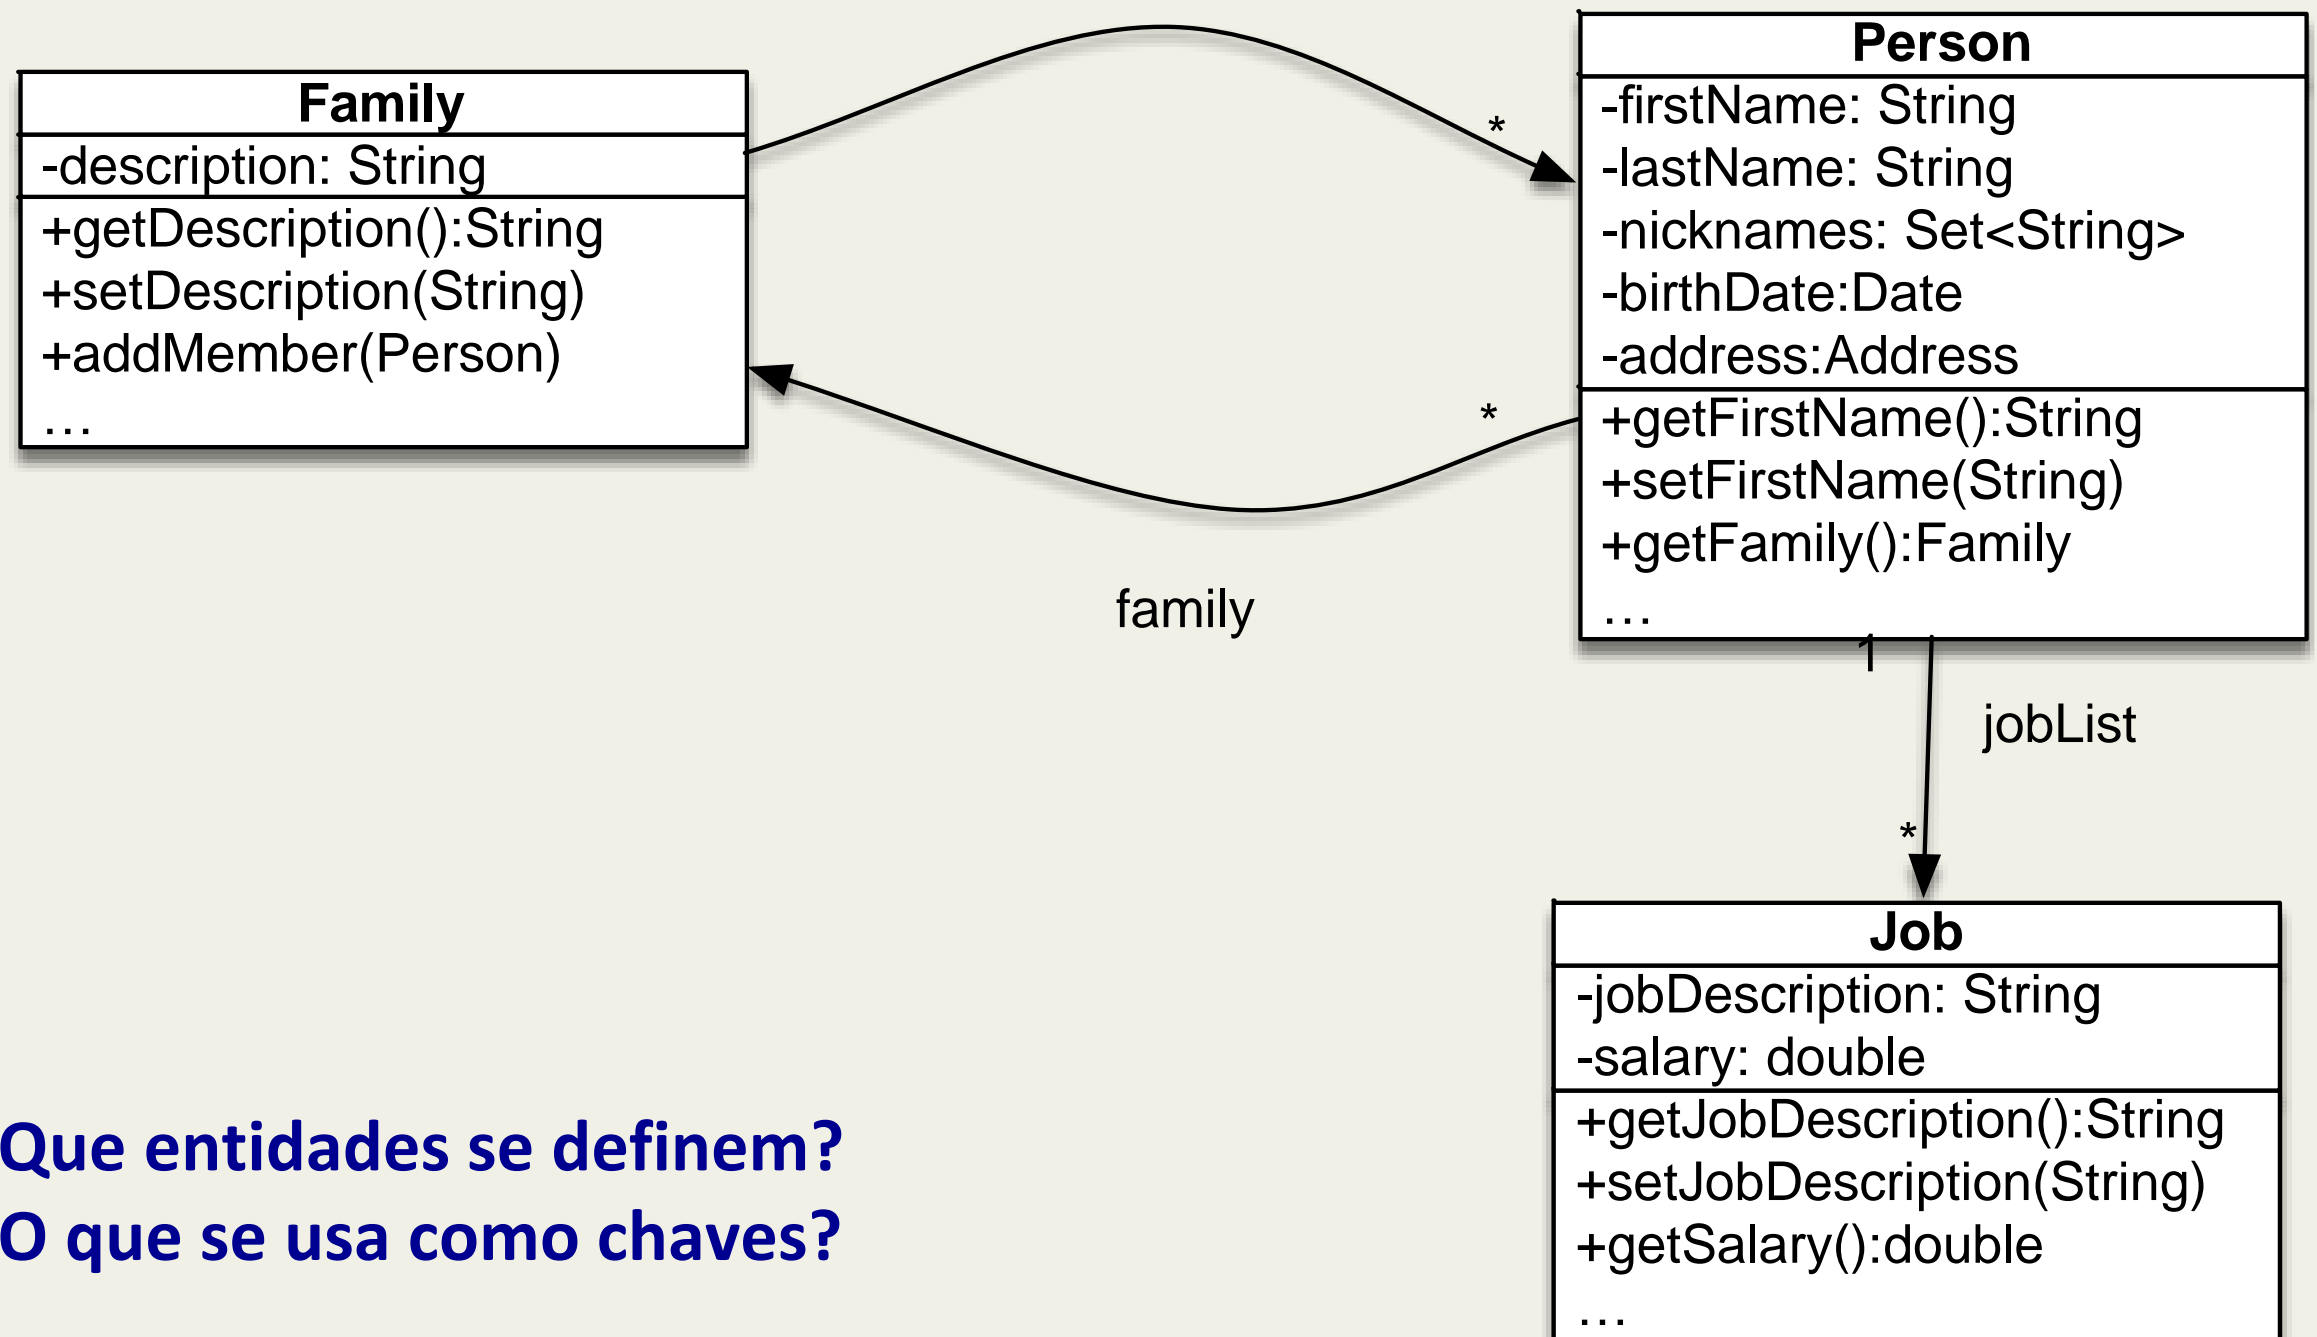 Family
-description: String
+getDescription():String
+setDescription(String)
+addMember(Person)
…
*
*
family
Person
-firstName: String
-lastName: String
-nicknames: Set<String>
-birthDate:Date
-address:Address
+getFirstName():String
+setFirstName(String)
+getFamily():Family
…
1
jobList
*
Job
-jobDescription: String
-salary: double
+getJobDescription():String
+setJobDescription(String)
+getSalary():double
…
Que entidades se definem?
O que se usa como chaves?